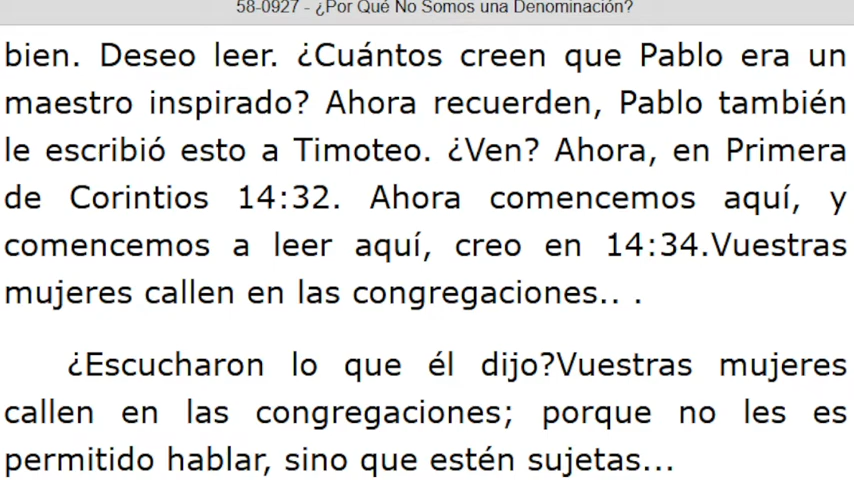 58-0927 - ¿Por Qué No Somos una Denominación?
bien. Deseo leer. ¿Cuántos creen que Pablo era un
maestro inspirado? Ahora recuerden, Pablo también
le escribió esto a Timoteo. ¿Ven? Ahora, en Primera
de Corintios 14:32. Ahora comencemos aquí, y
comencemos a leer aquí, creo en 14:34.Vuestras
mujeres callen en las congregaciones.. .
¿Escucharon lo que él dijo?Vuestras mujeres
callen en las congregaciones; porque no les es
permitido hablar, sino que estén sujetas...